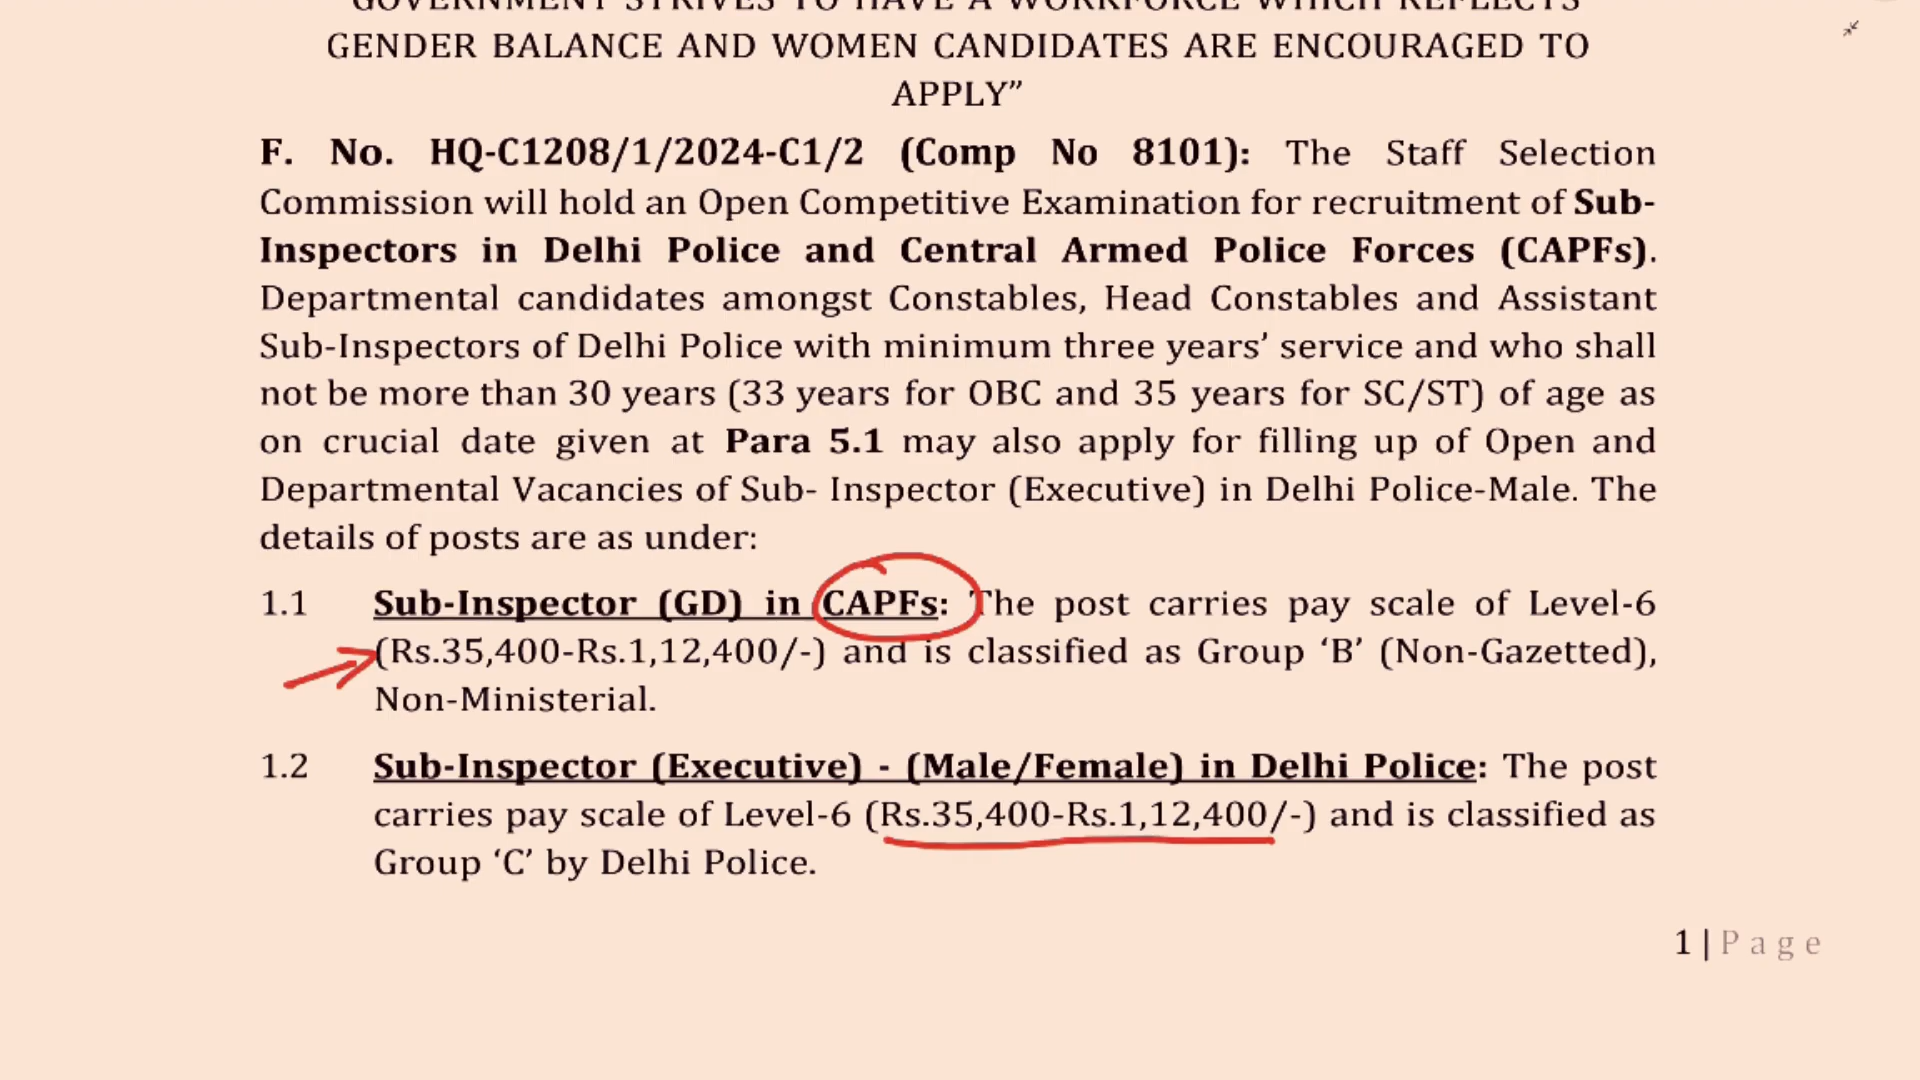 GOVERNMENT STRIVES TO HAVE A WORKFORCE WHICH REFLECTS
GENDER BALANCE AND WOMEN CANDIDATES ARE ENCOURAGED TO
APPLY”
F. No. HQ-C1208/1/2024-C1/2 (Comp No 8101): The Staff Selection
Commission will hold an Open Competitive Examination for recruitment of Sub-
Inspectors in Delhi Police and Central Armed Police Forces (CAPFs).
Departmental candidates amongst Constables, Head Constables and Assistant
Sub-Inspectors of Delhi Police with minimum three years’ service and who shall
not be more than 30 years (33 years for OBC and 35 years for SC/ST) of age as
on crucial date given at Para 5.1 may also apply for filling up of Open and
Departmental Vacancies of Sub- Inspector (Executive) in Delhi Police-Male. The
details of posts are as under:
1.1 Sub-Inspector (GD) in CAPFs: The post carries pay scale of Level-6
(Rs.35,400-Rs.1,12,400/-) and is classified as Group ‘B’ (Non-Gazetted),
Non-Ministerial.
1.2 Sub-Inspector (Executive) - (Male/Female) in Delhi Police: The post
carries pay scale of Level-6 (Rs.35,400-Rs.1,12,400/-) and is classified as
Group ‘C’ by Delhi Police.
1 | P a g e